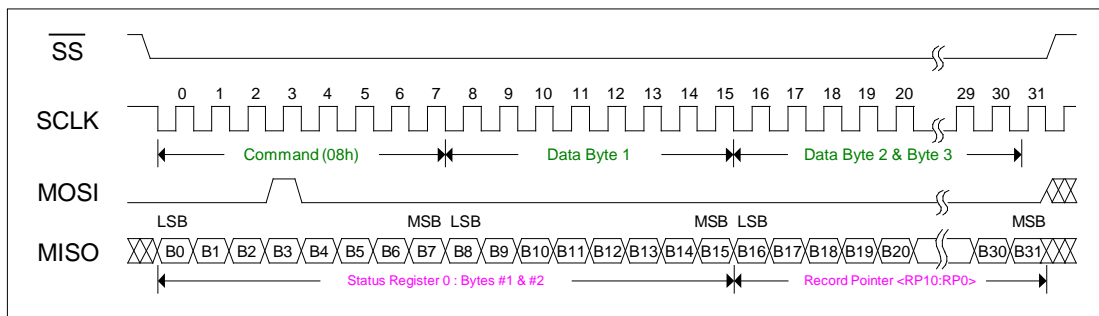 SS
0 1 2 3 4 5 6 7 8 9 10 11 12 13 14 15 16 17 18 19 20 29 30 31
SCLK
Command (08h) Data Byte 1 Data Byte 2 & Byte 3
MOSI
LSB MSB LSB MSB LSB MSB
MISO B0 B1 B2 B3 B4 B5 B6 B7 B8 B9 B10 B11 B12 B13 B14 B15 B16 B17 B18 B19 B20 B30 B31
Status Register 0 : Bytes #1 & #2 Record Pointer <RP10:RP0>